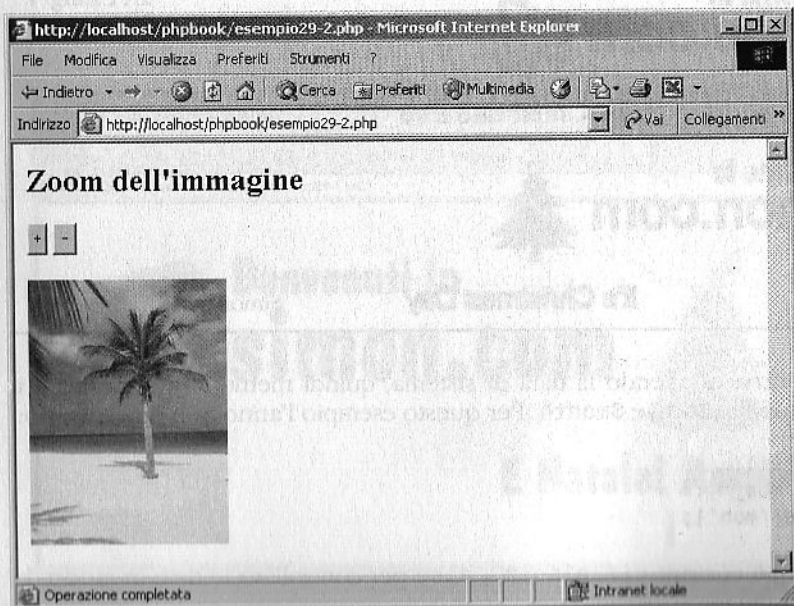 http://localhost/phpbook/esempio29-2.php - Microsoft Internet Explorer
File Modifica Visualizza Preferiti Strumenti ?
Indietro Cerca Preferiti Multimedia
Indirizzo http://localhost/phpbook/esempio29-2.php Vai Collegamenti »
Zoom dell'immagine
+ -
Operazione completata Intranet locale